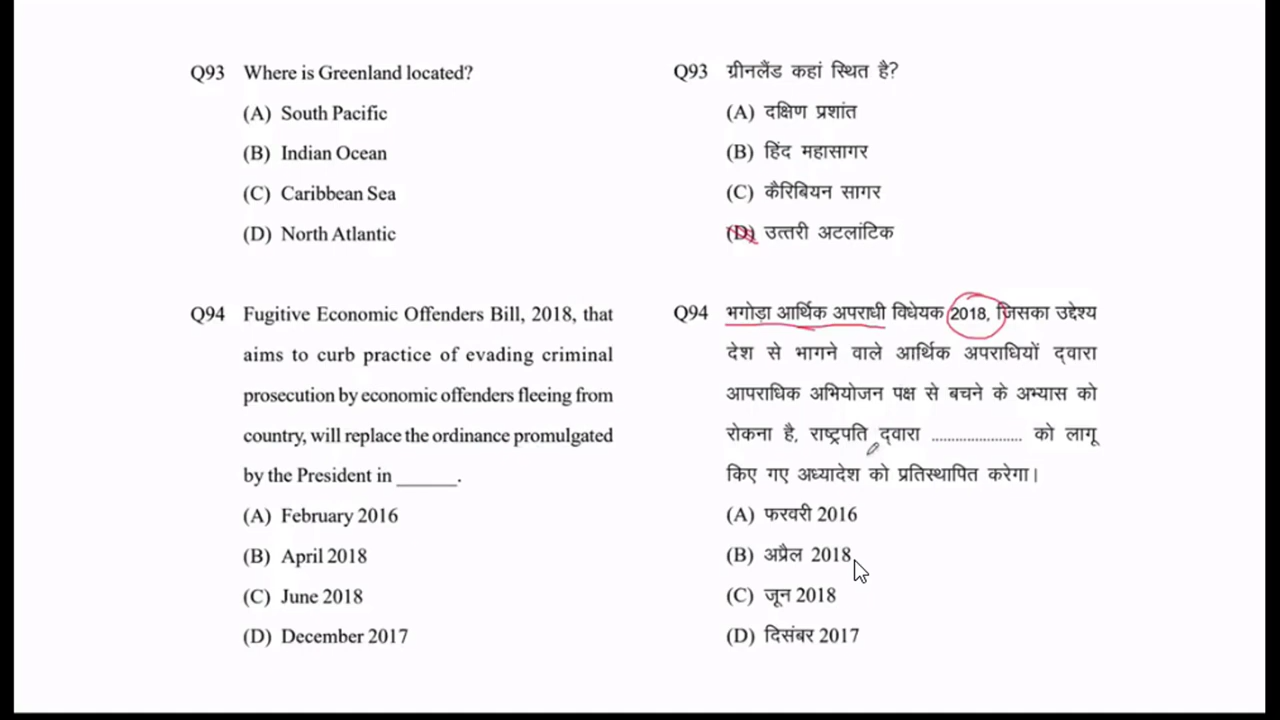 Q93 Where is Greenland located?
(A) South Pacific
(B) Indian Ocean
(C) Caribbean Sea
(D) North Atlantic
Q94 Fugitive Economic Offenders Bill, 2018, that
aims to curb practice of evading criminal
prosecution by economic offenders fleeing from
country, will replace the ordinance promulgated
by the President in ______.
(A) February 2016
(B) April 2018
(C) June 2018
(D) December 2017
Q93 ग्रीनलैंड कहां स्थित है?
(A) दक्षिण प्रशांत
(B) हिंद महासागर
(C) कैरिबियन सागर
(D) उत्तरी अटलांटिक
Q94 भगोड़ा आर्थिक अपराधी विधेयक 2018, जिसका उद्देश्य
देश से भागने वाले आर्थिक अपराधियों द्वारा
आपराधिक अभियोजन पक्ष से बचने के अभ्यास को
रोकना है, राष्ट्रपति द्वारा ........................ को लागू
किए गए अध्यादेश को प्रतिस्थापित करेगा।
(A) फरवरी 2016
(B) अप्रैल 2018
(C) जून 2018
(D) दिसंबर 2017